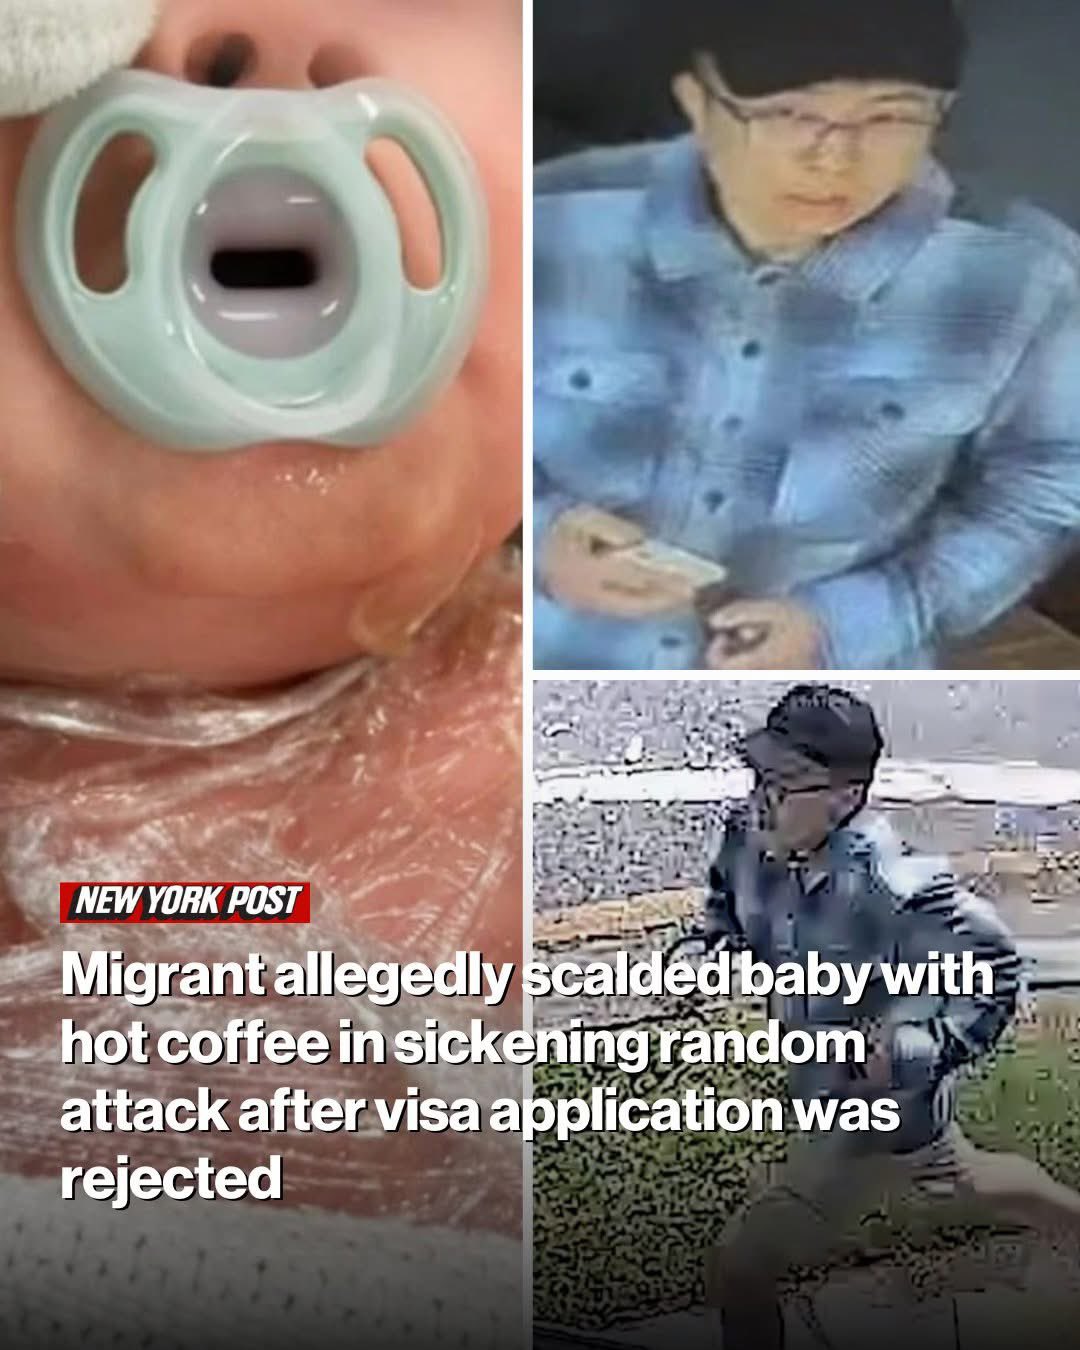 NEW YORK POST
Migrant allegedly scalded baby with
hot coffee in sickening random
attack after visa application was
rejected